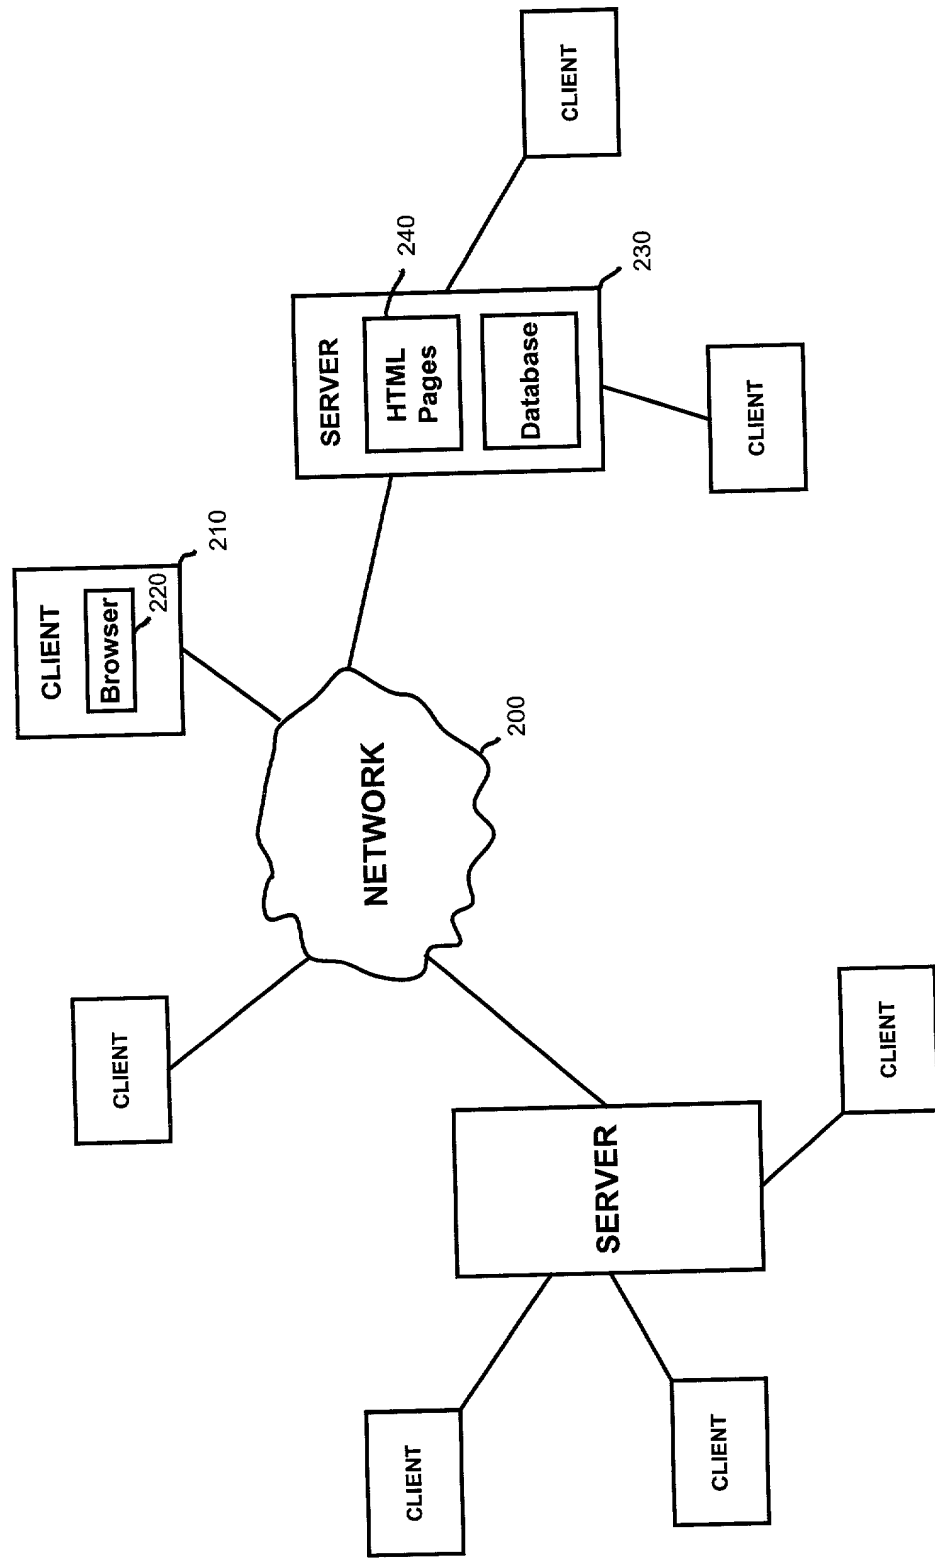 CLIENT
Browser
220
210
CLIENT
NETWORK
200
SERVER
HTML
Pages
240
Database
230
CLIENT
CLIENT
SERVER
CLIENT
CLIENT
CLIENT